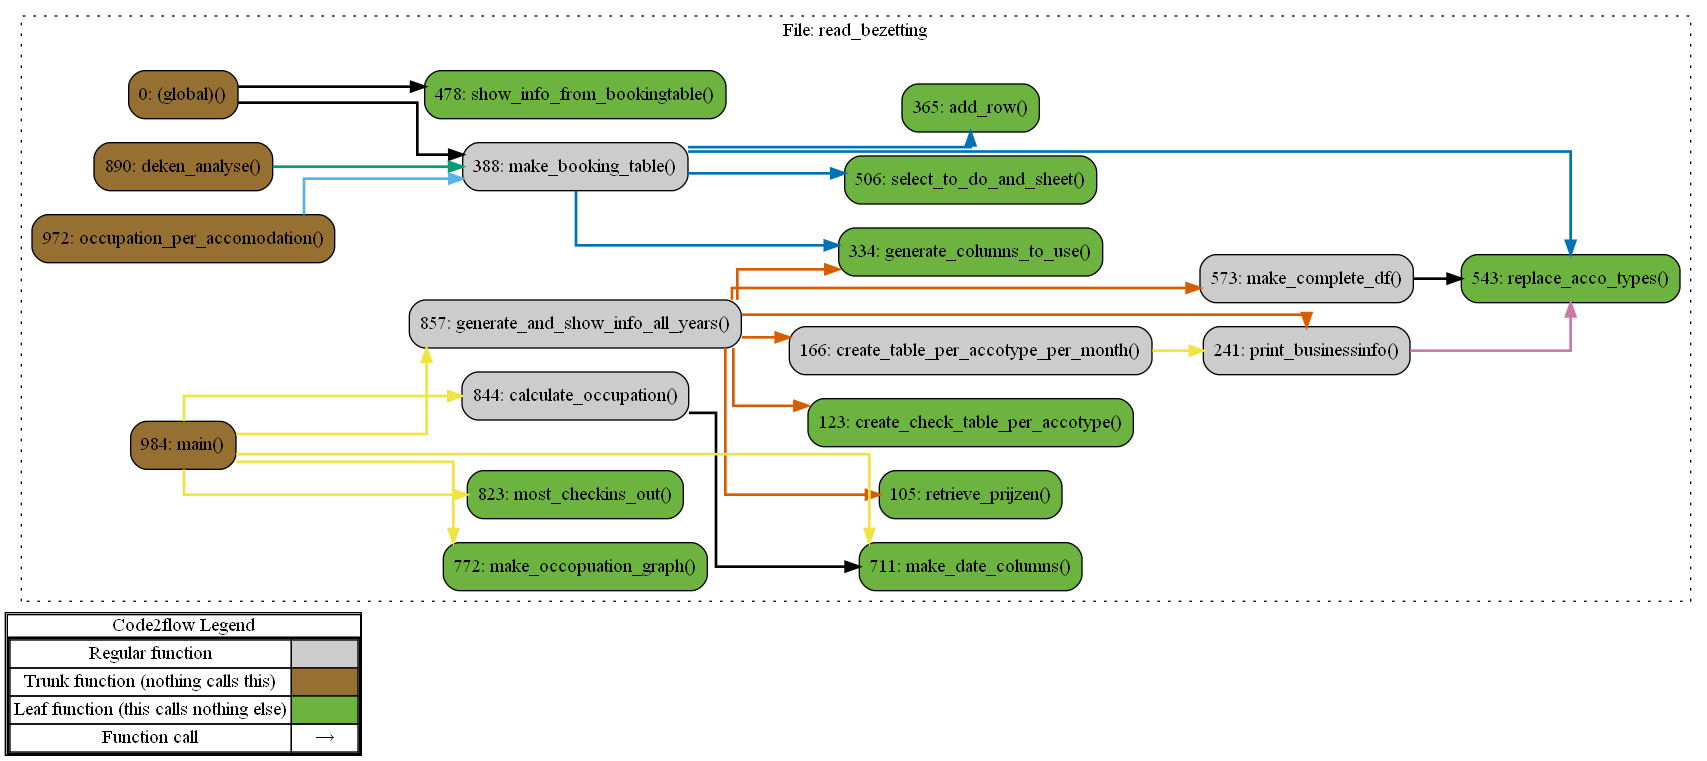 File: read_bezetting
0: (global)()
478: show_info_from_bookingtable()
365: add_row()
890: deken_analyse()
388: make_booking_table()
506: select_to_do_and_sheet()
972: occupation_per_accomodation()
334: generate_columns_to_use()
573: make_complete_df()
543: replace_acco_types()
857: generate_and_show_info_all_years()
166: create_table_per_accotype_per_month()
241: print_businessinfo()
844: calculate_occupation()
123: create_check_table_per_accotype()
984: main()
823: most_checkins_out()
105: retrieve_prijzen()
772: make_occopuation_graph()
711: make_date_columns()
Code2flow Legend
Regular function
Trunk function (nothing calls this)
Leaf function (this calls nothing else)
Function call →